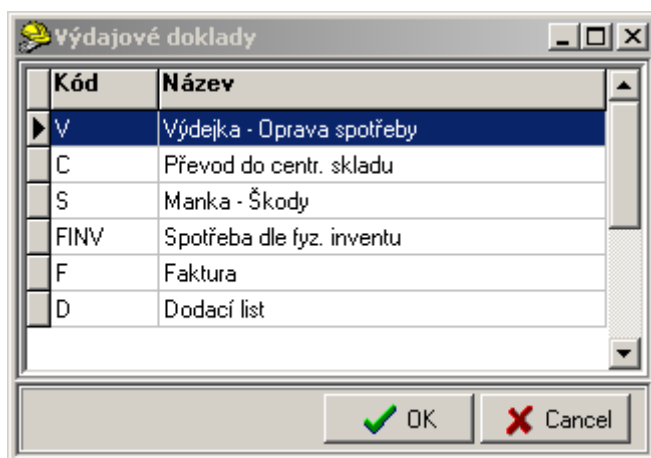 Výdajové doklady
Kód Název
V Výdejka - Oprava spotřeby
C Převod do centr. skladu
S Manka - Škody
FINV Spotřeba dle fyz. inventu
F Faktura
D Dodací list
OK Cancel